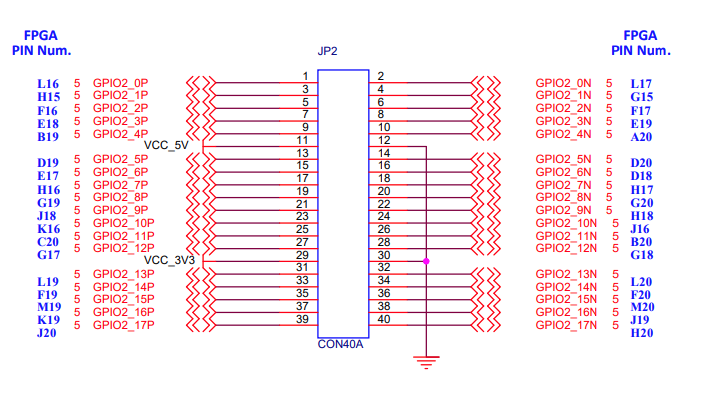 FPGA FPGA
PIN Num. JP2 PIN Num.
L16 5 GPIO2_0P 1 2 GPIO2_0N 5 L17
H15 5 GPIO2_1P 3 4 GPIO2_1N 5 G15
F16 5 GPIO2_2P 5 6 GPIO2_2N 5 F17
E18 5 GPIO2_3P 7 8 GPIO2_3N 5 E19
B19 5 GPIO2_4P 9 10 GPIO2_4N 5 A20
VCC_5V 11 12
D19 5 GPIO2_5P 13 14 GPIO2_5N 5 D20
E17 5 GPIO2_6P 15 16 GPIO2_6N 5 D18
H16 5 GPIO2_7P 17 18 GPIO2_7N 5 H17
G19 5 GPIO2_8P 19 20 GPIO2_8N 5 G20
J18 5 GPIO2_9P 21 22 GPIO2_9N 5 H18
K16 5 GPIO2_10P 23 24 GPIO2_10N 5 J16
C20 5 GPIO2_11P 25 26 GPIO2_11N 5 B20
G17 5 GPIO2_12P 27 28 GPIO2_12N 5 G18
VCC_3V3 29 30
L19 5 GPIO2_13P 31 32 GPIO2_13N 5 L20
F19 5 GPIO2_14P 33 34 GPIO2_14N 5 F20
M19 5 GPIO2_15P 35 36 GPIO2_15N 5 M20
K19 5 GPIO2_16P 37 38 GPIO2_16N 5 J19
J20 5 GPIO2_17P 39 40 GPIO2_17N 5 H20
CON40A